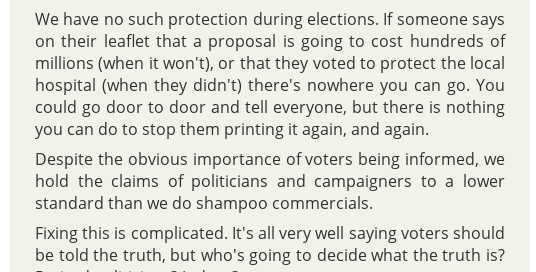 We have no such protection during elections. If someone says
on their leaflet that a proposal is going to cost hundreds of
millions (when it won't), or that they voted to protect the local
hospital (when they didn't) there's nowhere you can go. You
could go door to door and tell everyone, but there is nothing
you can do to stop them printing it again, and again.
Despite the obvious importance of voters being informed, we
hold the claims of politicians and campaigners to a lower
standard than we do shampoo commercials.
Fixing this is complicated. It's all very well saying voters should
be told the truth, but who's going to decide what the truth is?